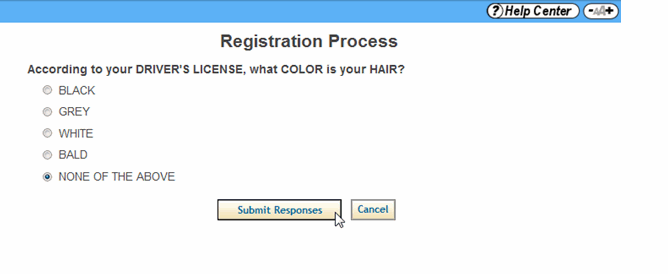 ? Help Center -AA+
Registration Process
According to your DRIVER'S LICENSE, what COLOR is your HAIR?
BLACK
GREY
WHITE
BALD
NONE OF THE ABOVE
Submit Responses Cancel